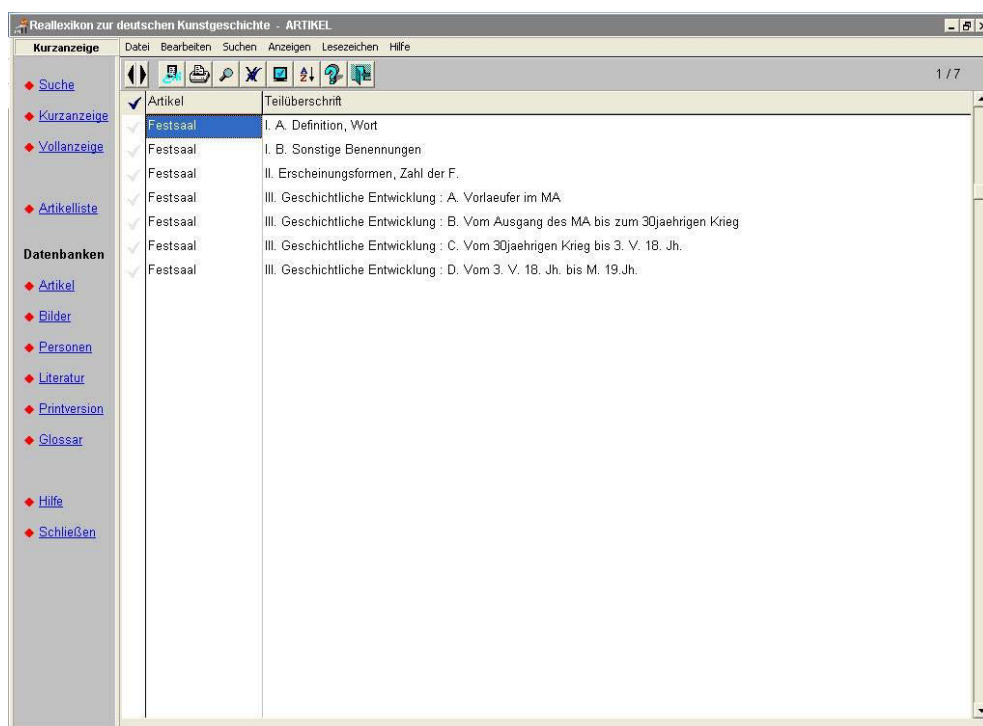 Reallexikon zur deutschen Kunstgeschichte - ARTIKEL
Kurzanzeige
Datei Bearbeiten Suchen Anzeigen Lesezeichen Hilfe
1 / 7
Suche
Kurzanzeige
Vollanzeige
Artikelliste
Datenbanken
Artikel
Bilder
Personen
Literatur
Printversion
Glossar
Hilfe
Schließen
Artikel Teilüberschrift
Festsaal I. A. Definition, Wort
Festsaal I. B. Sonstige Benennungen
Festsaal II. Erscheinungsformen, Zahl der F.
Festsaal III. Geschichtliche Entwicklung : A. Vorlaeufer im MA
Festsaal III. Geschichtliche Entwicklung : B. Vom Ausgang des MA bis zum 30jaehrigen Krieg
Festsaal III. Geschichtliche Entwicklung : C. Vom 30jaehrigen Krieg bis 3. V. 18. Jh.
Festsaal III. Geschichtliche Entwicklung : D. Vom 3. V. 18. Jh. bis M. 19.Jh.